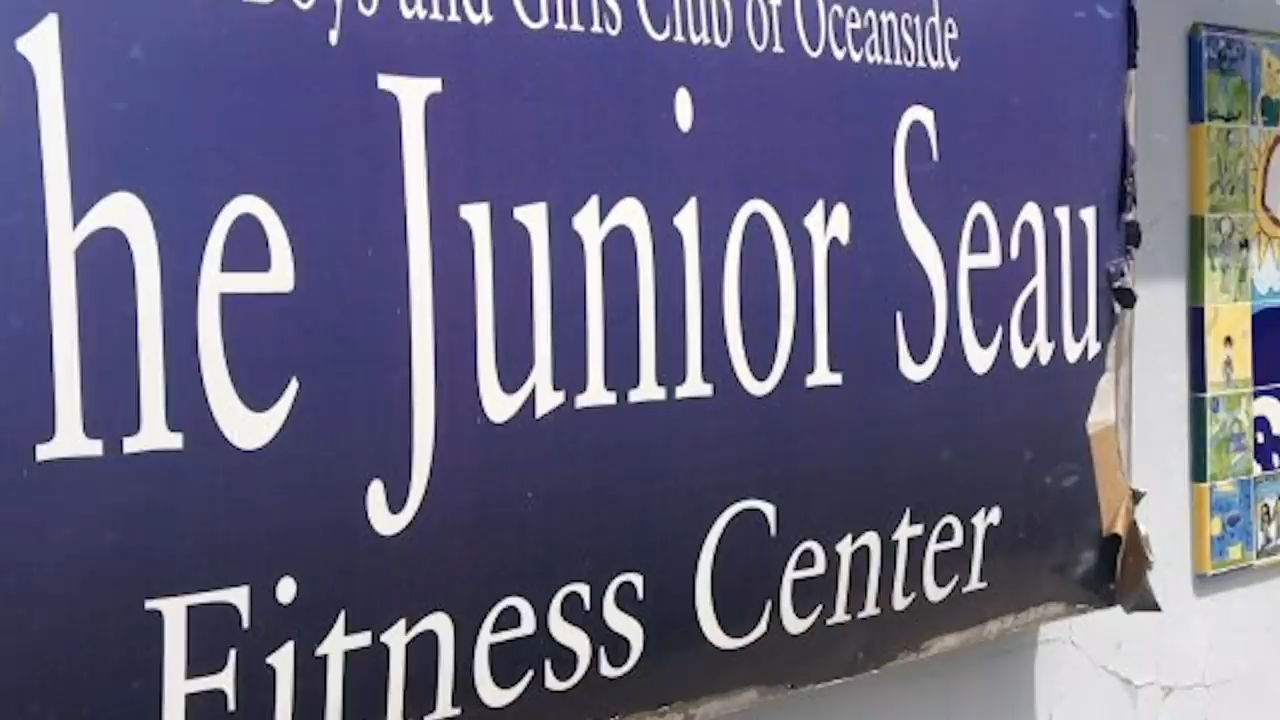 Boys and Girls Club of Oceanside
he Junior Seau
Fitness Center